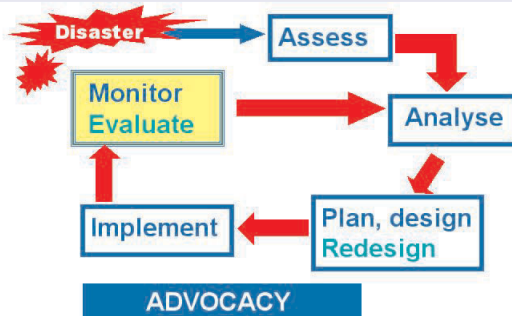 Disaster
Assess
Monitor
Evaluate
Analyse
Implement
Plan, design
Redesign
ADVOCACY